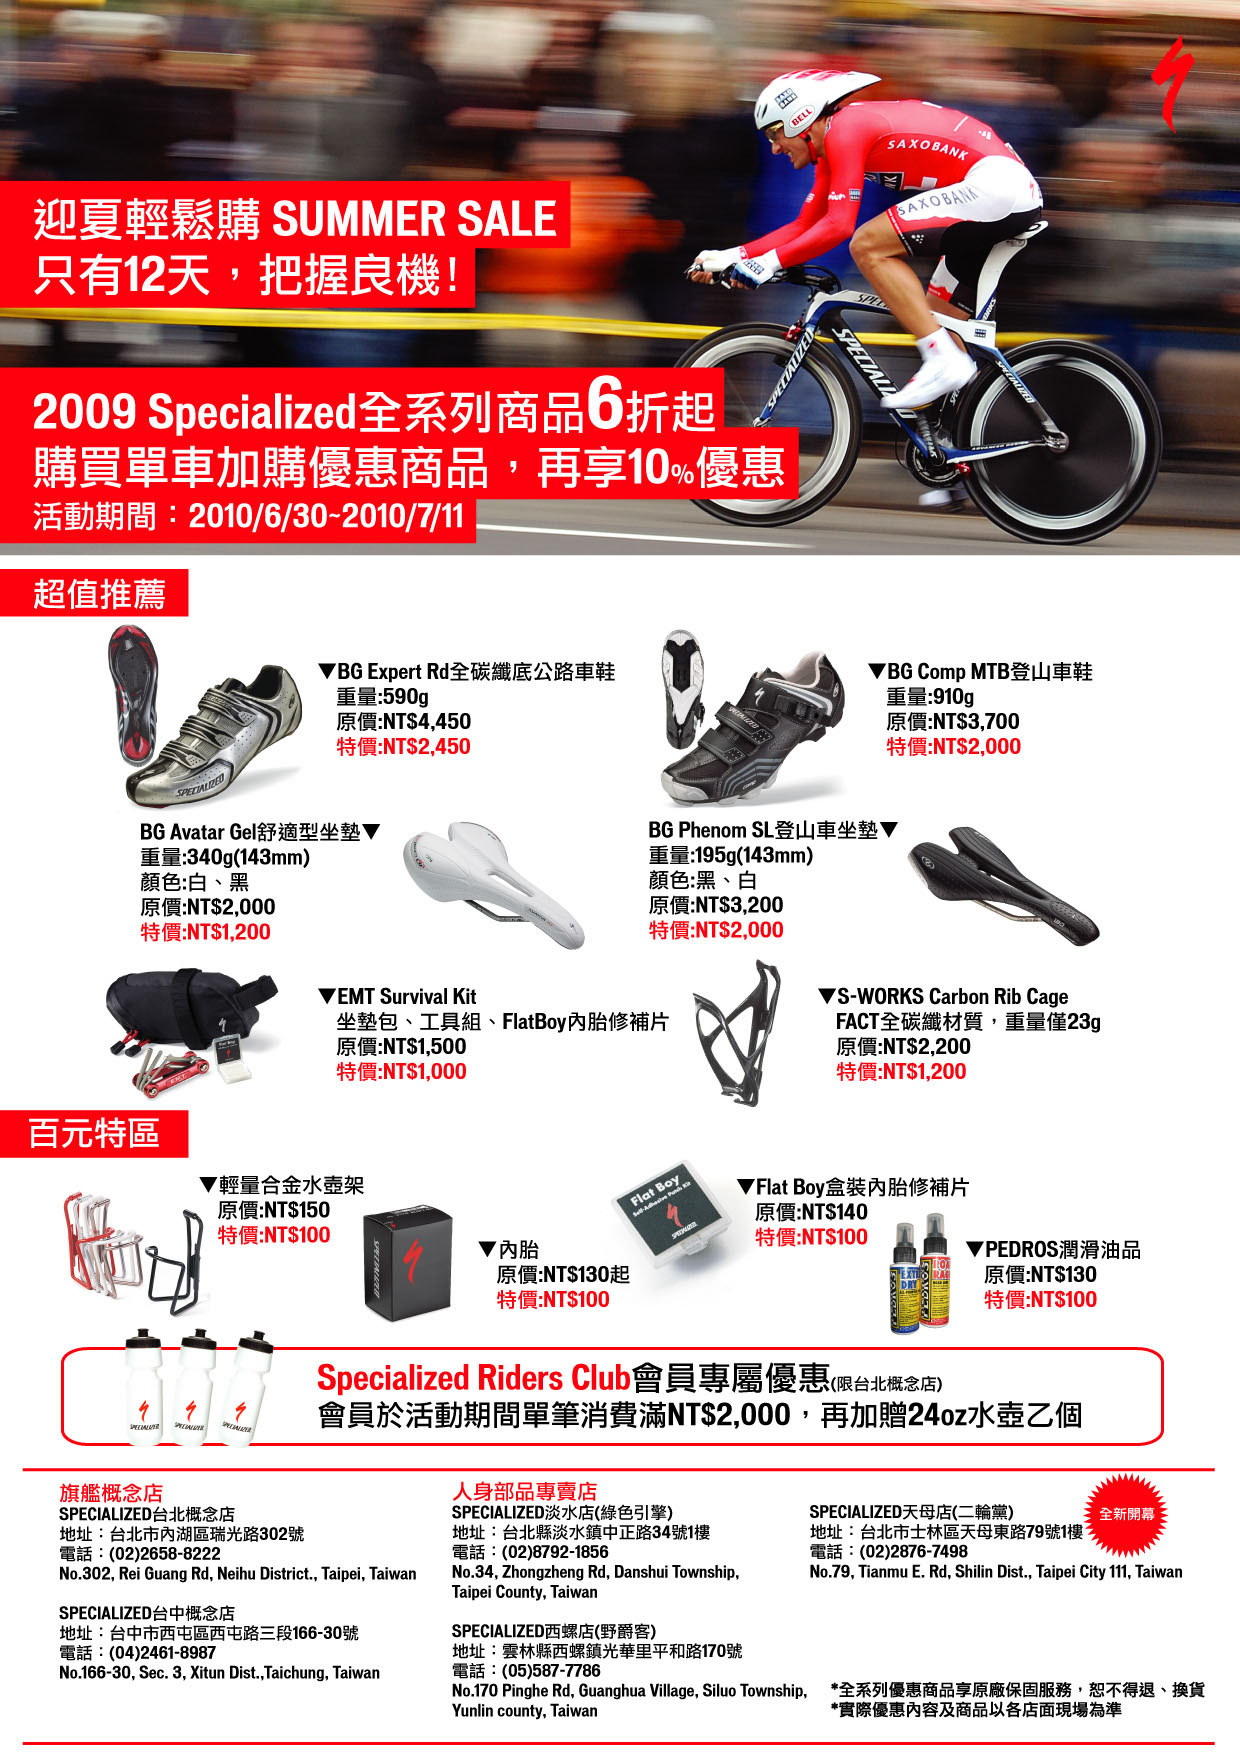 SAXO BANK
BELL
SAXOBANK
SAXOBANK
SPECIALIZED
SPECIALIZED
SPECIALIZED
迎夏輕鬆購 SUMMER SALE
只有12天，把握良機!
2009 Specialized全系列商品6折起
購買單車加購優惠商品，再享10%優惠
活動期間：2010/6/30~2010/7/11
超值推薦
▼BG Expert Rd全碳纖底公路車鞋
重量:590g
原價:NT$4,450
特價:NT$2,450
SPECIALIZED
▼BG Comp MTB登山車鞋
重量:910g
原價:NT$3,700
特價:NT$2,000
SPECIALIZED
BG Avatar Gel舒適型坐墊▼
重量:340g(143mm)
顏色:白、黑
原價:NT$2,000
特價:NT$1,200
BG Phenom SL登山車坐墊▼
重量:195g(143mm)
顏色:黑、白
原價:NT$3,200
特價:NT$2,000
▼EMT Survival Kit
坐墊包、工具組、FlatBoy內胎修補片
原價:NT$1,500
特價:NT$1,000
▼S-WORKS Carbon Rib Cage
FACT全碳纖材質，重量僅23g
原價:NT$2,200
特價:NT$1,200
百元特區
▼輕量合金水壺架
原價:NT$150
特價:NT$100
SPECIALIZED
▼內胎
原價:NT$130起
特價:NT$100
Flat Boy
Self-Adhesive Patch Kit
SPECIALIZED
▼Flat Boy盒裝內胎修補片
原價:NT$140
特價:NT$100
PEDROS
PEDROS
▼PEDROS潤滑油品
原價:NT$130
特價:NT$100
SPECIALIZED
SPECIALIZED
SPECIALIZED
Specialized Riders Club會員專屬優惠(限台北概念店)
會員於活動期間單筆消費滿NT$2,000，再加贈24oz水壺乙個
旗艦概念店
SPECIALIZED台北概念店
地址：台北市內湖區瑞光路302號
電話：(02)2658-8222
No.302, Rei Guang Rd, Neihu District., Taipei, Taiwan
SPECIALIZED台中概念店
地址：台中市西屯區西屯路三段166-30號
電話：(04)2461-8987
No.166-30, Sec. 3, Xitun Dist.,Taichung, Taiwan
人身部品專賣店
SPECIALIZED淡水店(綠色引擎)
地址：台北縣淡水鎮中正路34號1樓
電話：(02)8792-1856
No.34, Zhongzheng Rd, Danshui Township,
Taipei County, Taiwan
SPECIALIZED西螺店(野爵客)
地址：雲林縣西螺鎮光華里平和路170號
電話：(05)587-7786
No.170 Pinghe Rd, Guanghua Village, Siluo Township,
Yunlin county, Taiwan
SPECIALIZED天母店(二輪黨)
地址：台北市士林區天母東路79號1樓
電話：(02)2876-7498
No.79, Tianmu E. Rd, Shilin Dist., Taipei City 111, Taiwan
全新開幕
*全系列優惠商品享原廠保固服務，恕不得退、換貨
*實際優惠內容及商品以各店面現場為準